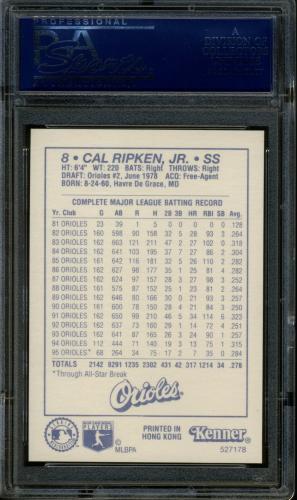 PROFESSIONAL
PSA
Sports
A
DIVISION OF
8 • CAL RIPKEN, JR. • SS
HT: 6'4" WT: 220 BATS: Right THROWS: Right
DRAFT: Orioles #2, June 1978 ACQ: Free-Agent
BORN: 8-24-60, Havre De Grace, MD
COMPLETE MAJOR LEAGUE BATTING RECORD
Yr. Club G AB R H 2B 3B HR RBI SB Avg.
81 ORIOLES 23 39 1 5 0 0 0 0 0 .128
82 ORIOLES 160 598 90 158 32 5 28 93 3 .264
83 ORIOLES 162 663 121 211 47 2 27 102 0 .318
84 ORIOLES 162 641 103 195 37 7 27 86 2 .304
85 ORIOLES 161 642 116 181 32 5 26 110 2 .282
86 ORIOLES 162 627 98 177 35 1 25 81 4 .282
87 ORIOLES 162 624 97 157 28 3 27 98 3 .252
88 ORIOLES 161 575 87 152 25 1 23 81 2 .264
89 ORIOLES 162 646 80 166 30 0 21 93 3 .257
90 ORIOLES 161 600 78 150 28 4 21 84 3 .250
91 ORIOLES 162 650 99 210 46 5 34 114 6 .323
92 ORIOLES 162 637 73 160 29 1 14 72 4 .251
93 ORIOLES 162 641 87 165 26 3 24 90 1 .257
94 ORIOLES 112 444 71 140 19 3 13 75 1 .315
95 ORIOLES* 68 264 34 75 15 2 7 35 0 .284
TOTALS 2142 8291 1235 2302 431 42 317 1214 34 .278
*Through All-Star Break
Orioles
PLAYERS
©MLBPA
PRINTED IN
HONG KONG
Kenner
527178